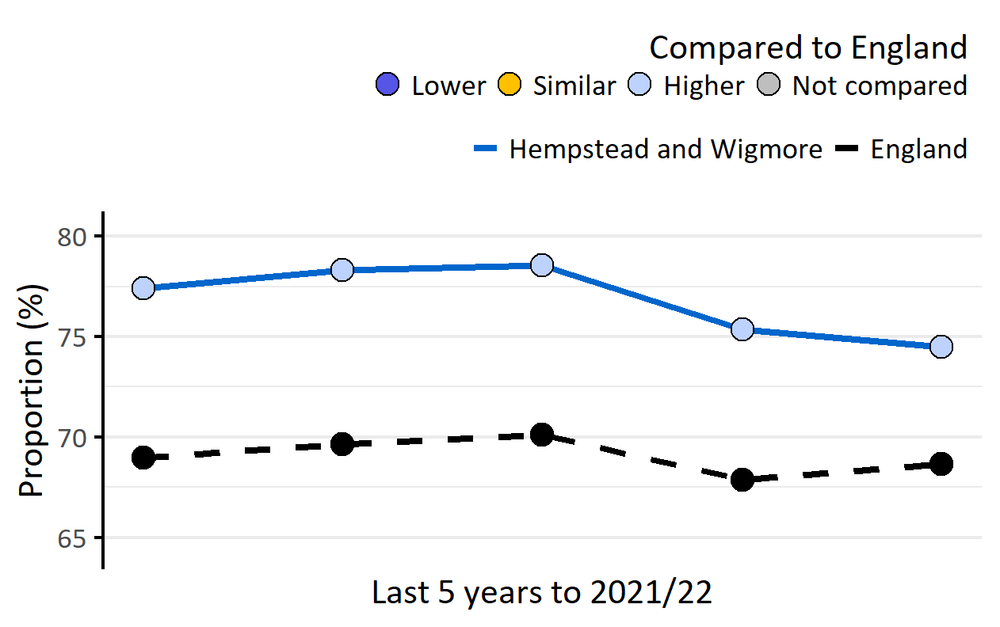 Compared to England
Lower Similar Higher Not compared
Hempstead and Wigmore England
Proportion (%)
80
75
70
65
Last 5 years to 2021/22